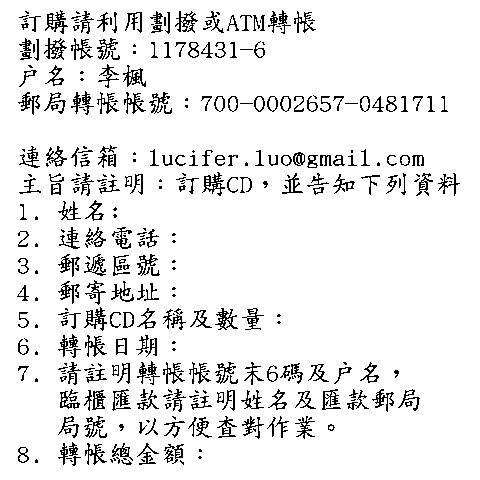 訂購請利用劃撥或ATM轉帳
劃撥帳號：1178431-6
户名：李楓
郵局轉帳帳號：700-0002657-0481711
連絡信箱：lucifer.luo@gmail.com
主旨請註明：訂購CD，並告知下列資料
1. 姓名:
2. 連絡電話：
3. 郵遞區號：
4. 郵寄地址：
5. 訂購CD名稱及數量：
6. 轉帳日期：
7. 請註明轉帳帳號末6碼及户名，
臨櫃匯款請註明姓名及匯款郵局
局號，以方便查對作業。
8. 轉帳總金額：